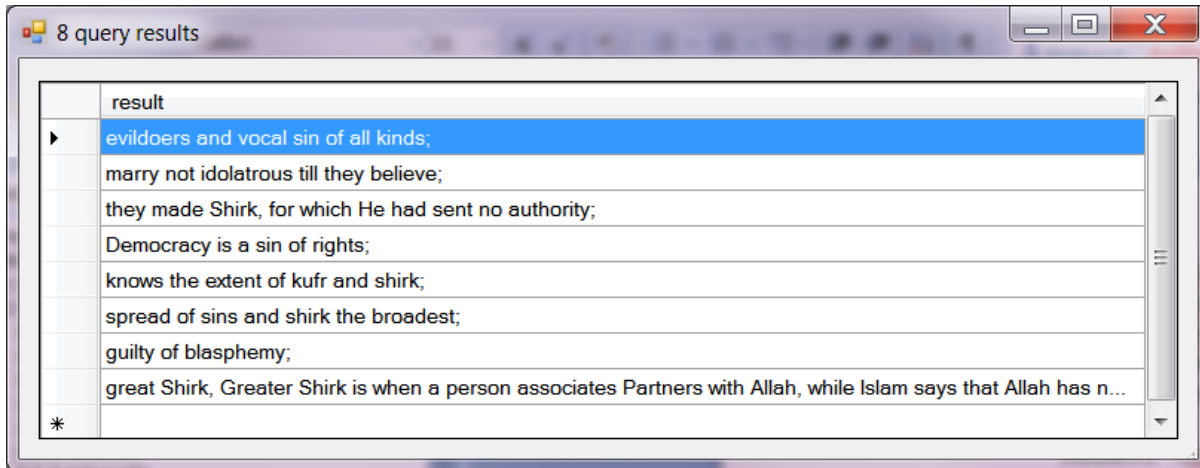 8 query results
result
evildoers and vocal sin of all kinds;
marry not idolatrous till they believe;
they made Shirk, for which He had sent no authority;
Democracy is a sin of rights;
knows the extent of kufr and shirk;
spread of sins and shirk the broadest;
guilty of blasphemy;
great Shirk, Greater Shirk is when a person associates Partners with Allah, while Islam says that Allah has n...